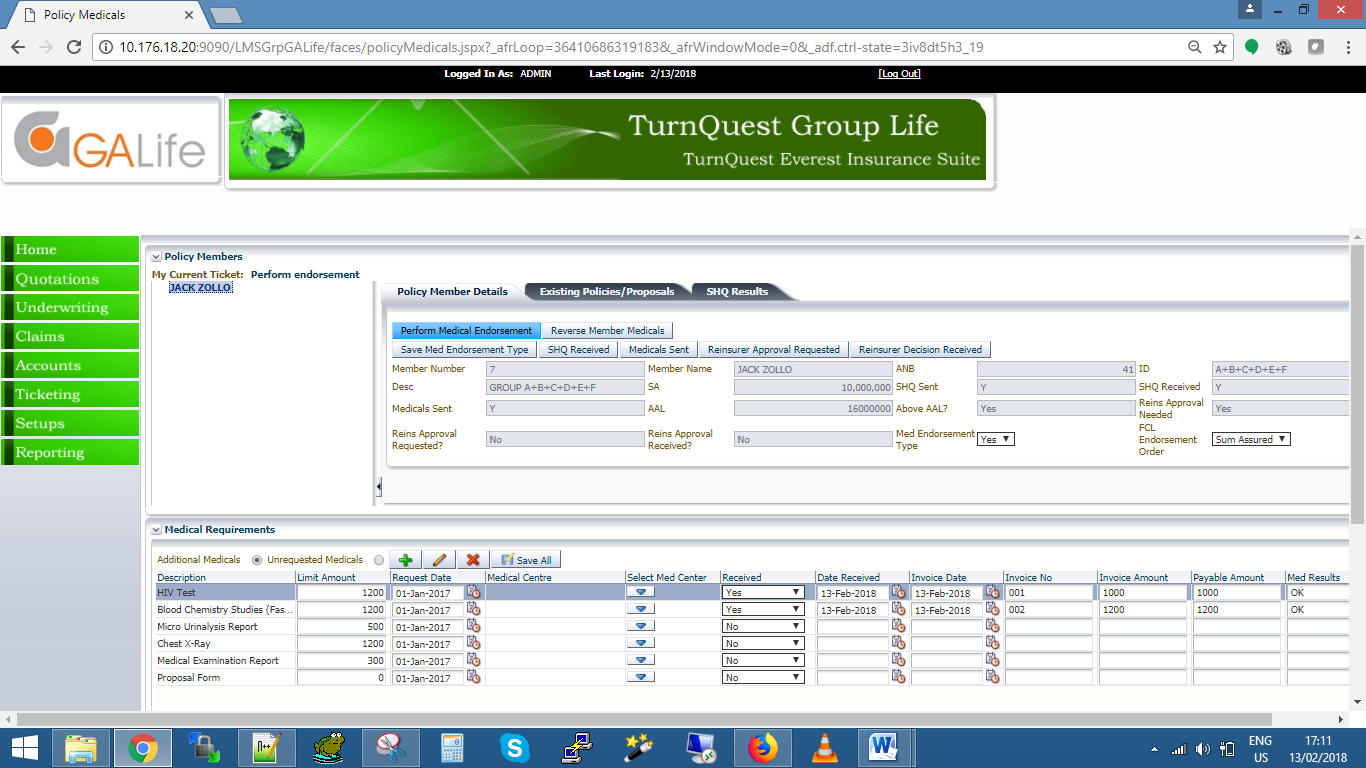 Policy Medicals
10.176.18.20:9090/LMSGrpGALife/faces/policyMedicals.jspx?_afrLoop=36410686319183&_afrWindowMode=0&_adf.ctrl-state=3iv8dt5h3_19
Logged In As: ADMIN Last Login: 2/13/2018 [Log Out]
GALife
TurnQuest Group Life
TurnQuest Everest Insurance Suite
Home
Quotations
Underwriting
Claims
Accounts
Ticketing
Setups
Reporting
Policy Members
My Current Ticket: Perform endorsement
JACK ZOLLO
Policy Member Details Existing Policies/Proposals SHQ Results
Perform Medical Endorsement Reverse Member Medicals
Save Med Endorsement Type SHQ Received Medicals Sent Reinsurer Approval Requested Reinsurer Decision Received
Member Number 7 Member Name JACK ZOLLO ANB 41 ID A+B+C+D+E+F
Desc GROUP A+B+C+D+E+F SA 10,000,000 SHQ Sent Y SHQ Received Y
Medicals Sent Y AAL 16000000 Above AAL? Yes Reins Approval Needed Yes
Reins Approval Requested? No Reins Approval Received? No Med Endorsement Type Yes FCL Endorsement Order Sum Assured
Medical Requirements
Additional Medicals Unrequested Medicals Save All
Description Limit Amount Request Date Medical Centre Select Med Center Received Date Received Invoice Date Invoice No Invoice Amount Payable Amount Med Results
HIV Test 1200 01-Jan-2017 Yes 13-Feb-2018 13-Feb-2018 001 1000 1000 OK
Blood Chemistry Studies (Fas... 1200 01-Jan-2017 Yes 13-Feb-2018 13-Feb-2018 002 1200 1200 OK
Micro Urinalysis Report 500 01-Jan-2017 No
Chest X-Ray 1200 01-Jan-2017 No
Medical Examination Report 300 01-Jan-2017 No
Proposal Form 0 01-Jan-2017 No
ENG 17:11
US 13/02/2018